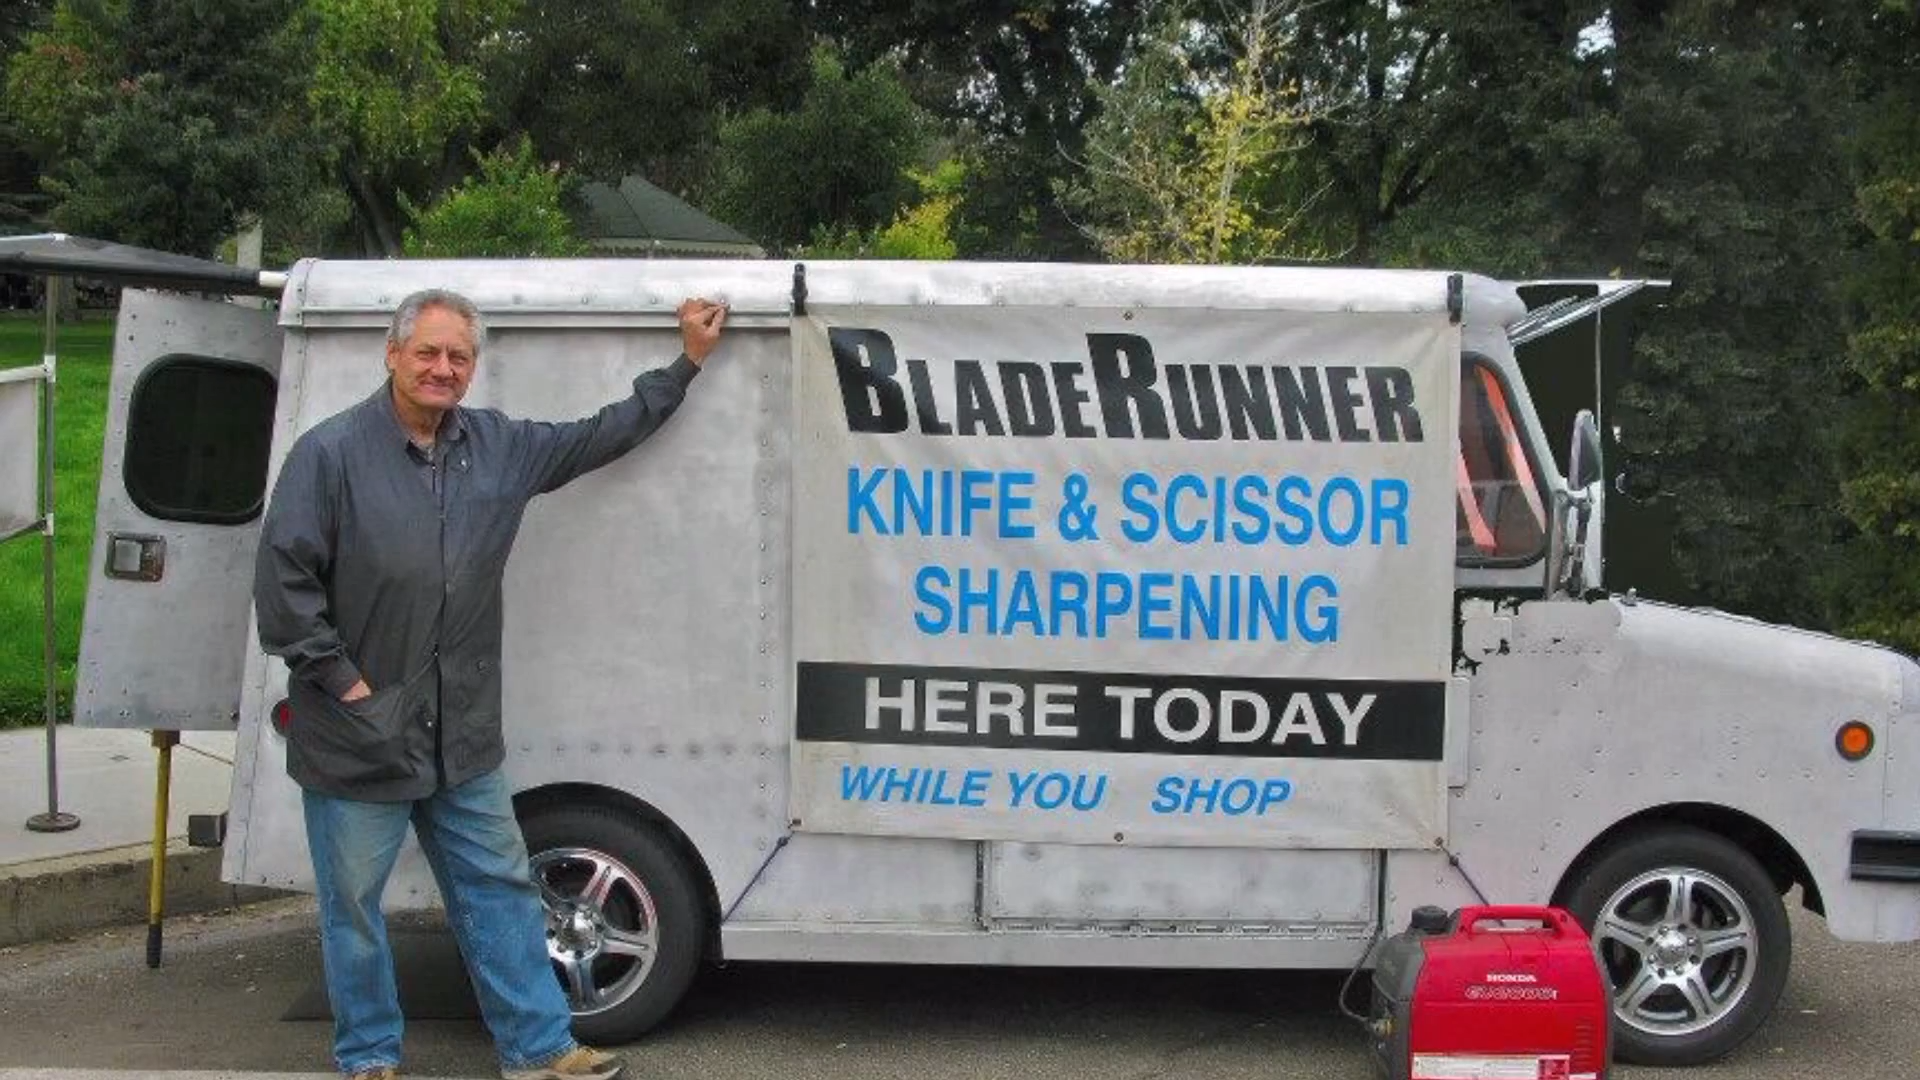 BLADERUNNER
KNIFE & SCISSOR
SHARPENING
HERE TODAY
WHILE YOU SHOP
HONDA